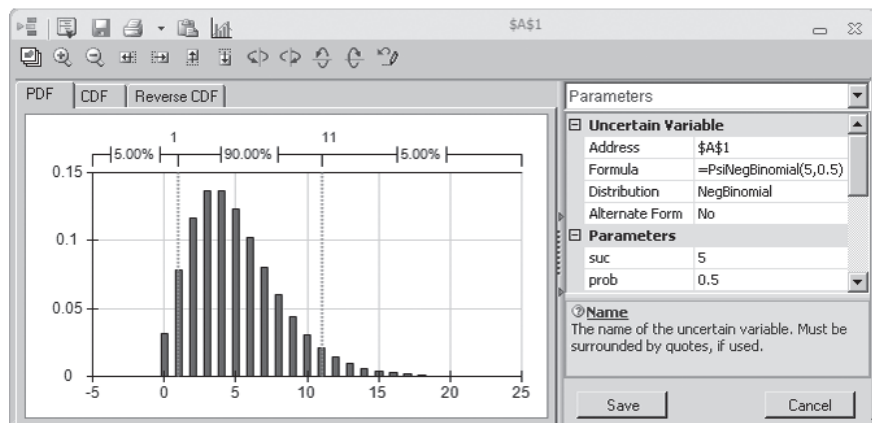 $A$1
PDF CDF Reverse CDF
1 11
5.00% 90.00% 5.00%
0.15
0.1
0.05
0
-5 0 5 10 15 20 25
Parameters
Uncertain Variable
Address $A$1
Formula =PsiNegBinomial(5,0.5)
Distribution NegBinomial
Alternate Form No
Parameters
suc 5
prob 0.5
Name
The name of the uncertain variable. Must be
surrounded by quotes, if used.
Save Cancel